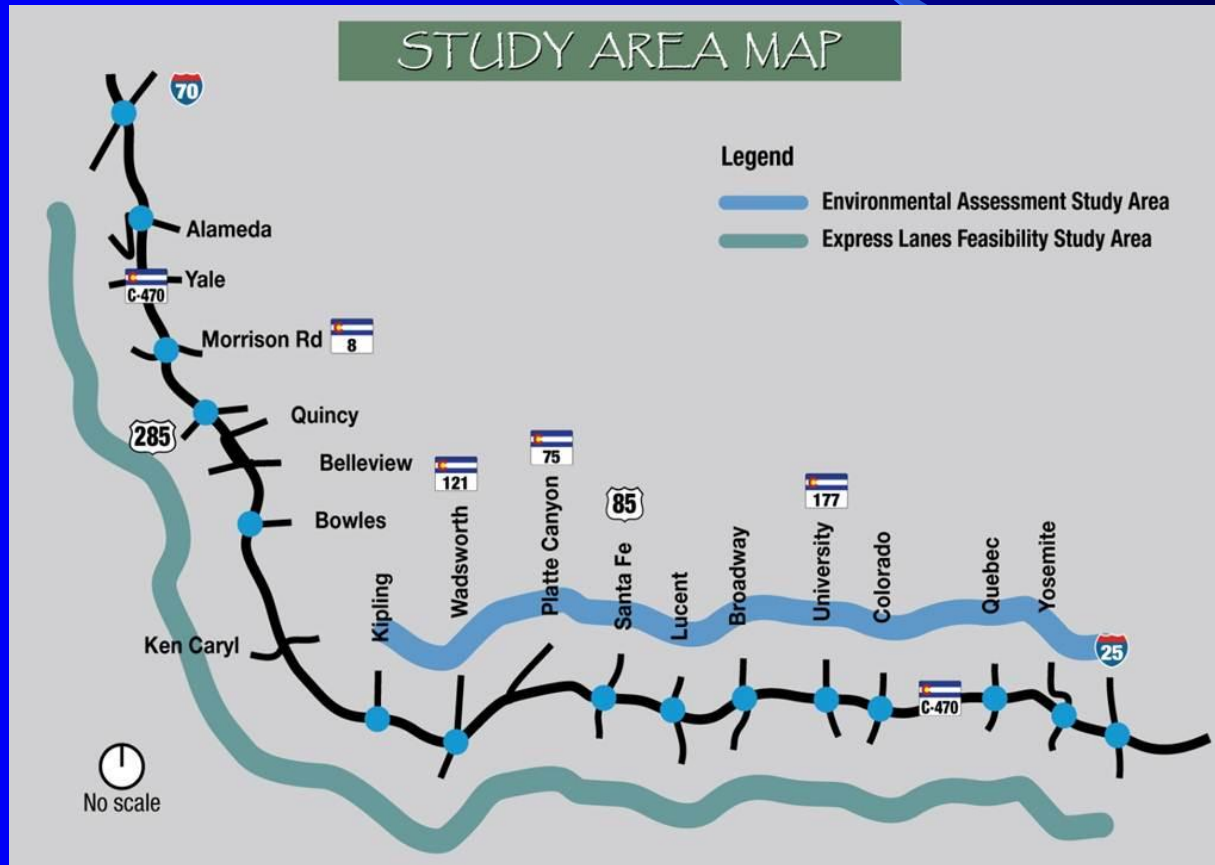 STUDY AREA MAP
70
Legend
Environmental Assessment Study Area
Express Lanes Feasibility Study Area
Alameda
Yale
C-470
Morrison Rd
8
Quincy
285
Belleview
Bowles
Ken Caryl
121
75
85
177
Kipling
Wadsworth
Platte Canyon
Santa Fe
Lucent
Broadway
University
Colorado
Quebec
Yosemite
25
C-470
No scale